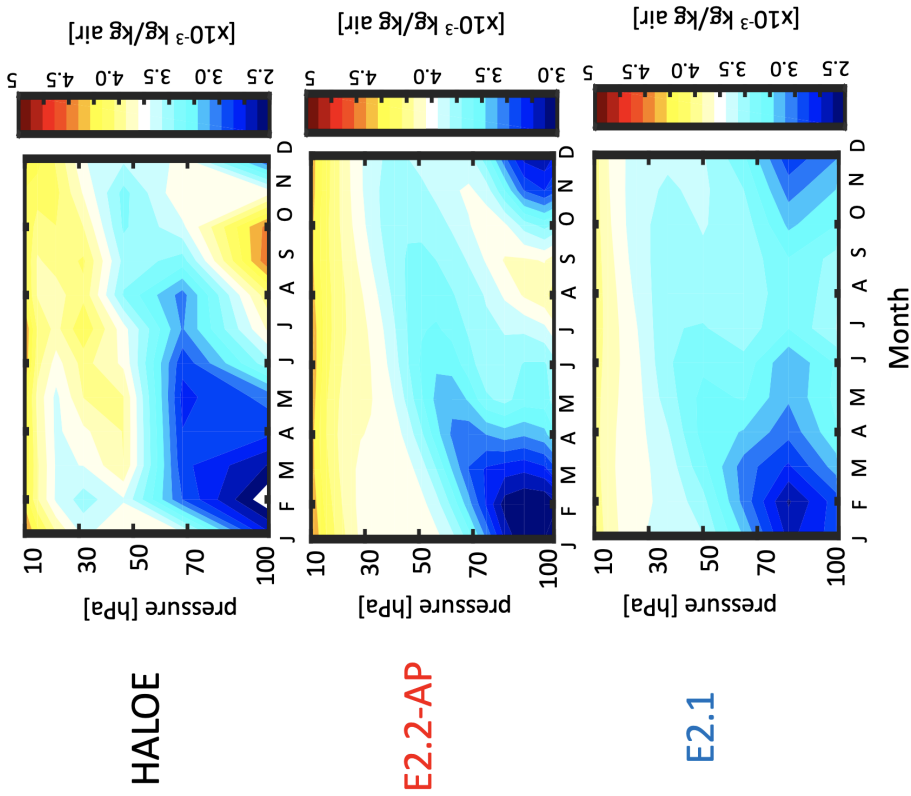 [x10⁻³ kg/kg air]
5 4.5 4.0 3.5 3.0 2.5
HALOE
pressure [hPa]
10 30 50 70 100
J F M A M J J A S O N D
[x10⁻³ kg/kg air]
5 4.5 4.0 3.5 3.0
E2.2-AP
pressure [hPa]
10 30 50 70 100
J F M A M J J A S O N D
[x10⁻³ kg/kg air]
5 4.5 4.0 3.5 3.0 2.5
E2.1
pressure [hPa]
10 30 50 70 100
J F M A M J J A S O N D
Month